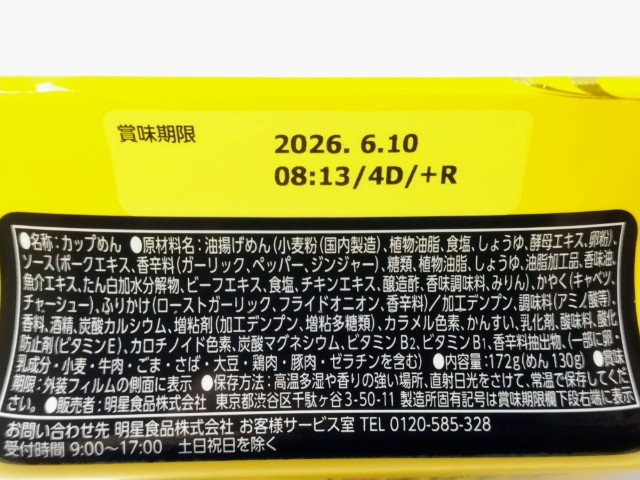 賞味期限
2026. 6.10
08:13/4D/+R
●名称：カップめん ●原材料名：油揚げめん（小麦粉（国内製造）、植物油脂、食塩、しょうゆ、酵母エキス、卵粉）、
ソース（ポークエキス、香辛料（ガーリック、ペッパー、ジンジャー）、糖類、植物油脂、しょうゆ、油脂加工品、香味油、
魚介エキス、たん白加水分解物、ビーフエキス、食塩、チキンエキス、醸造酢、香味調味料、みりん）、かやく（キャベツ、
チャーシュー）、ふりかけ（ローストガーリック、フライドオニオン、香辛料）／加工デンプン、調味料（アミノ酸等）、
香料、酒精、炭酸カルシウム、増粘剤（加工デンプン、増粘多糖類）、カラメル色素、かんすい、乳化剤、酸味料、酸化
防止剤（ビタミンE）、カロチノイド色素、炭酸マグネシウム、ビタミンB2、ビタミンB1、香辛料抽出物、（一部に卵・
乳成分・小麦・牛肉・ごま・さば・大豆・鶏肉・豚肉・ゼラチンを含む） ●内容量：172g（めん130g） ●賞味
期限：外装フィルムの側面に表示 ●保存方法：高温多湿や香りの強い場所、直射日光をさけて、常温で保存してくださ
い。 ●販売者：明星食品株式会社 東京都渋谷区千駄ヶ谷3-50-11 製造所固有記号は賞味期限欄下段右端に表示
お問い合わせ先 明星食品株式会社 お客様サービス室 TEL 0120-585-328
受付時間 9:00〜17:00 土日祝日を除く